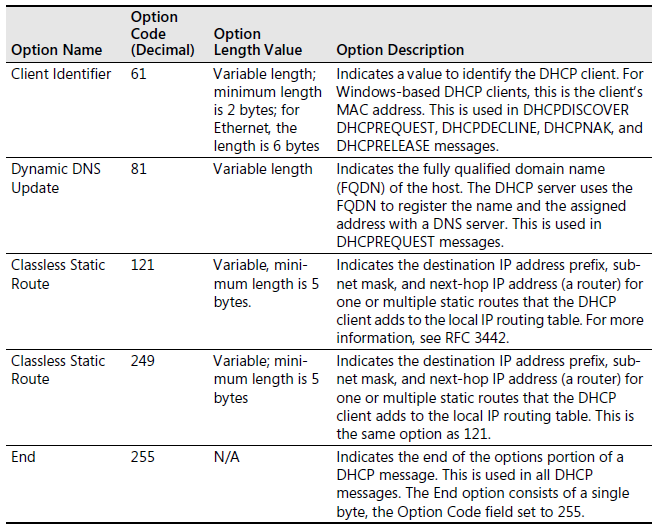 Option Name
Option
Code
(Decimal)
Option
Length Value
Option Description
Client Identifier
61
Variable length;
minimum length
is 2 bytes; for
Ethernet, the
length is 6 bytes
Indicates a value to identify the DHCP client. For
Windows-based DHCP clients, this is the client's
MAC address. This is used in DHCPDISCOVER
DHCPREQUEST, DHCPDECLINE, DHCPNAK, and
DHCPRELEASE messages.
Dynamic DNS
Update
81
Variable length
Indicates the fully qualified domain name
(FQDN) of the host. The DHCP server uses the
FQDN to register the name and the assigned
address with a DNS server. This is used in
DHCPREQUEST messages.
Classless Static
Route
121
Variable, mini-
mum length is 5
bytes.
Indicates the destination IP address prefix, sub-
net mask, and next-hop IP address (a router) for
one or multiple static routes that the DHCP
client adds to the local IP routing table. For more
information, see RFC 3442.
Classless Static
Route
249
Variable; mini-
mum length is 5
bytes
Indicates the destination IP address prefix, sub-
net mask, and next-hop IP address (a router) for
one or multiple static routes that the DHCP
client adds to the local IP routing table. This is
the same option as 121.
End
255
N/A
Indicates the end of the options portion of a
DHCP message. This is used in all DHCP
messages. The End option consists of a single
byte, the Option Code field set to 255.